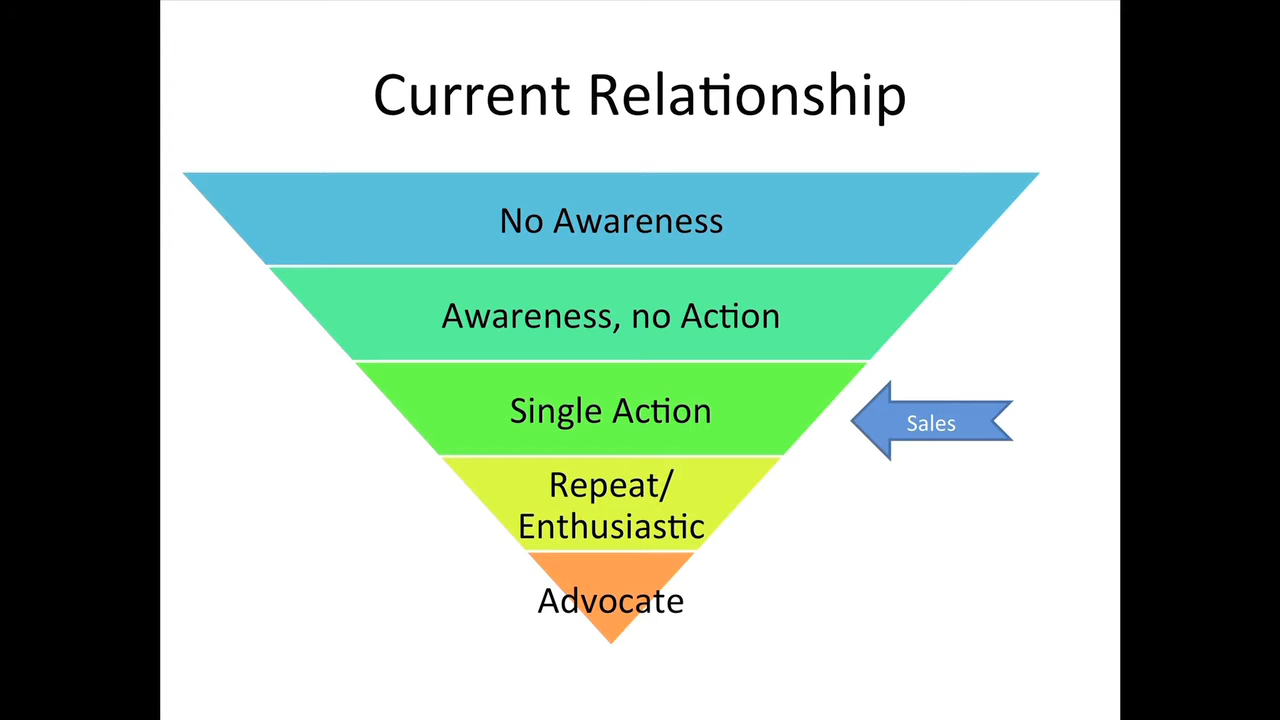 Current Relationship
No Awareness
Awareness, no Action
Single Action
Sales
Repeat/
Enthusiastic
Advocate